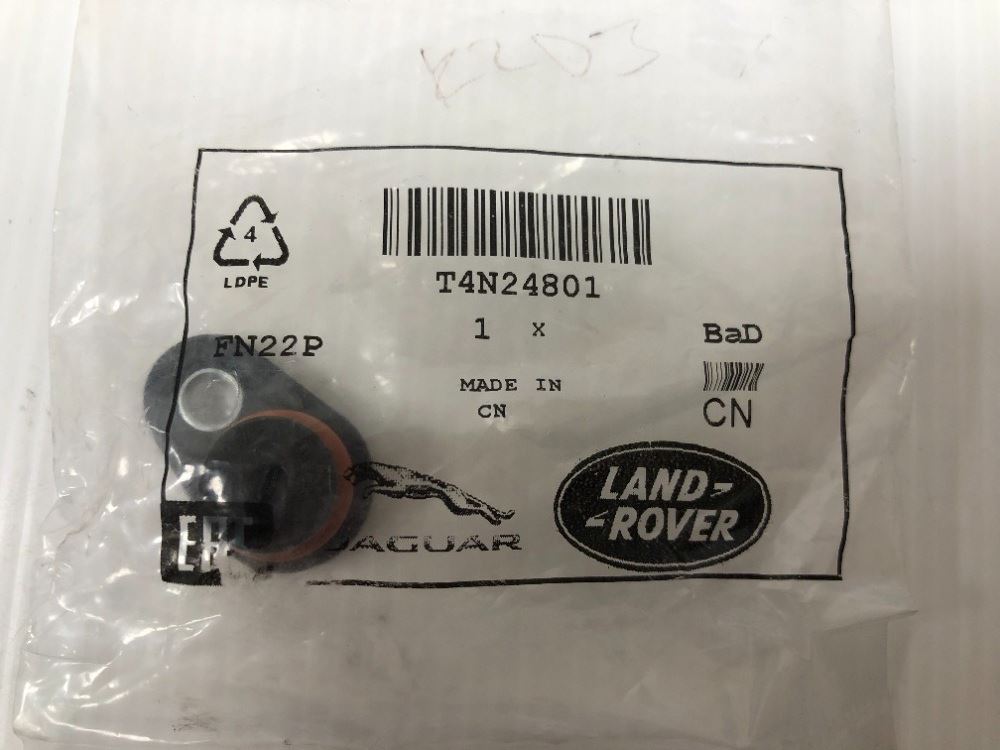 4
LDPE
T4N24801
1 x
FN22P
BaD
MADE IN
CN
CN
LAND-
-ROVER
JAGUAR